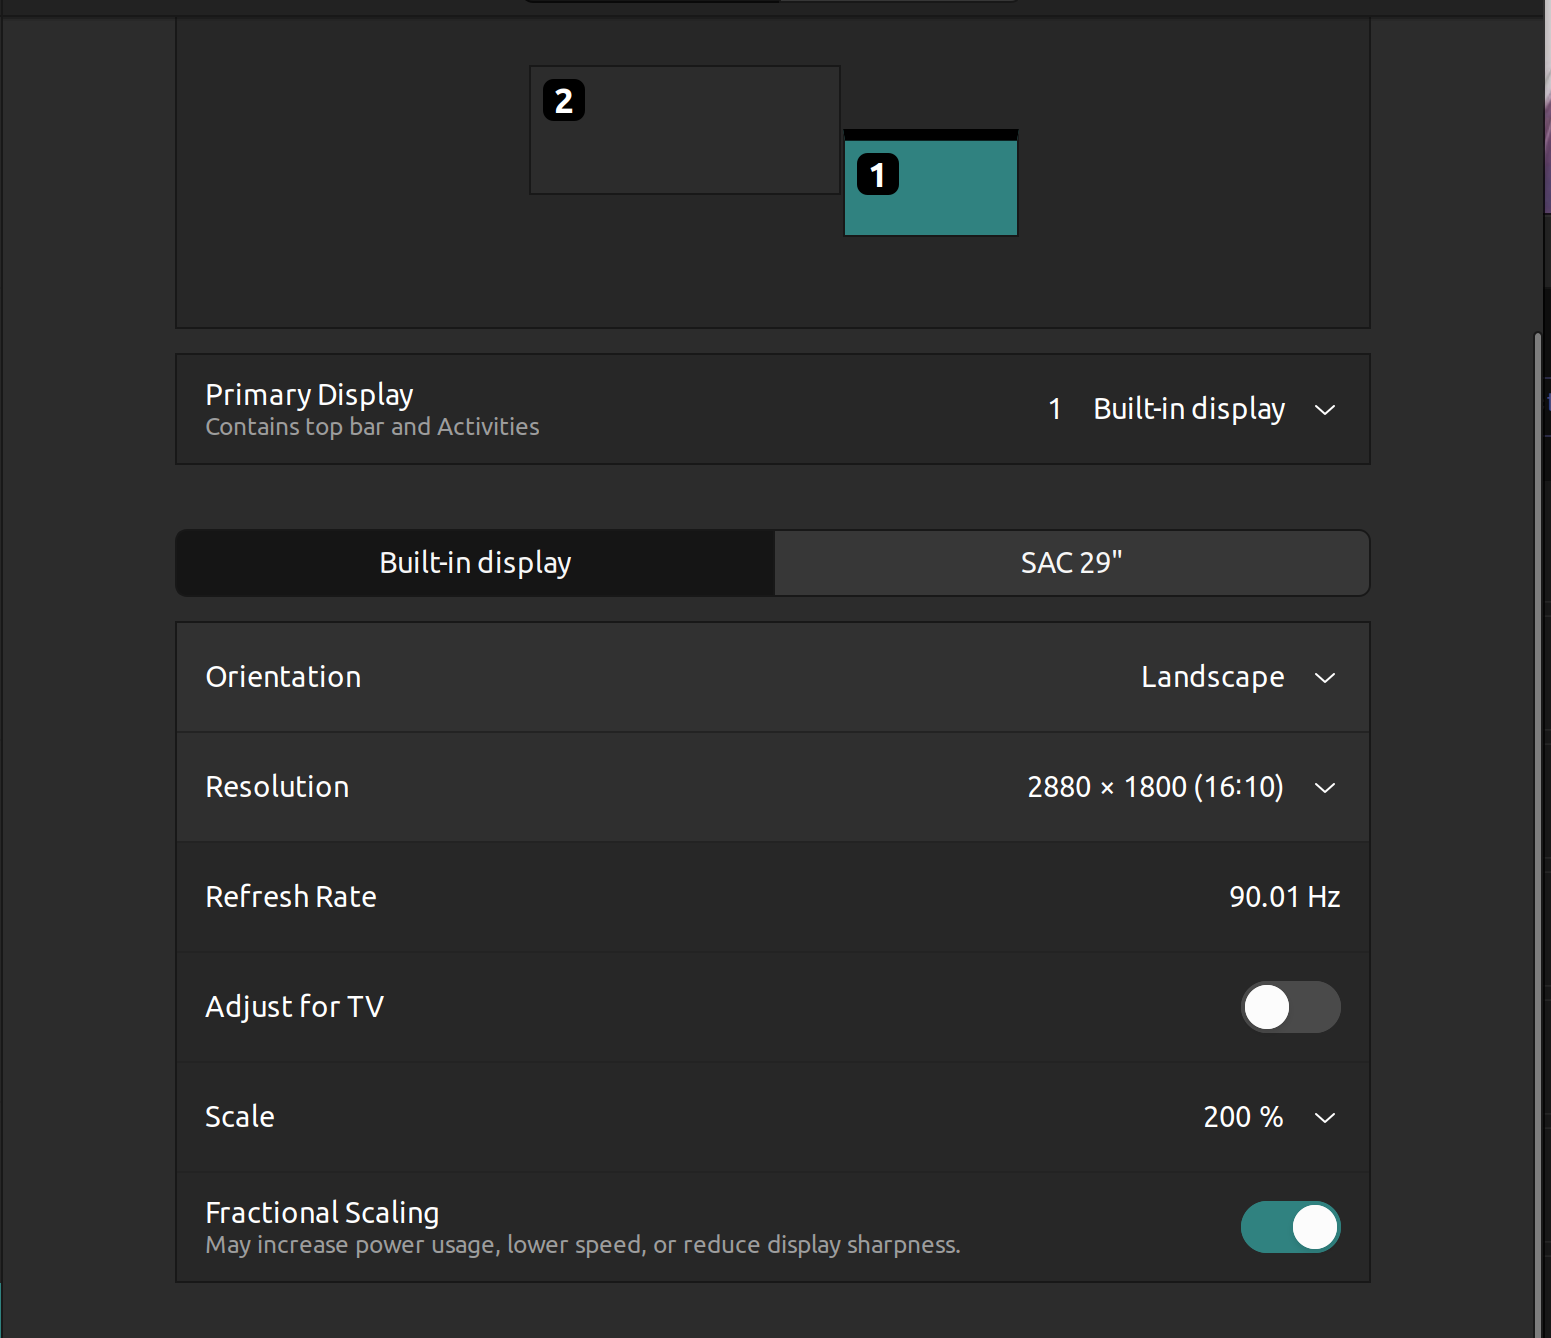 2
1
Primary Display
Contains top bar and Activities
1 Built-in display
Built-in display
SAC 29"
Orientation
Landscape
Resolution
2880 × 1800 (16:10)
Refresh Rate
90.01 Hz
Adjust for TV
Scale
200 %
Fractional Scaling
May increase power usage, lower speed, or reduce display sharpness.